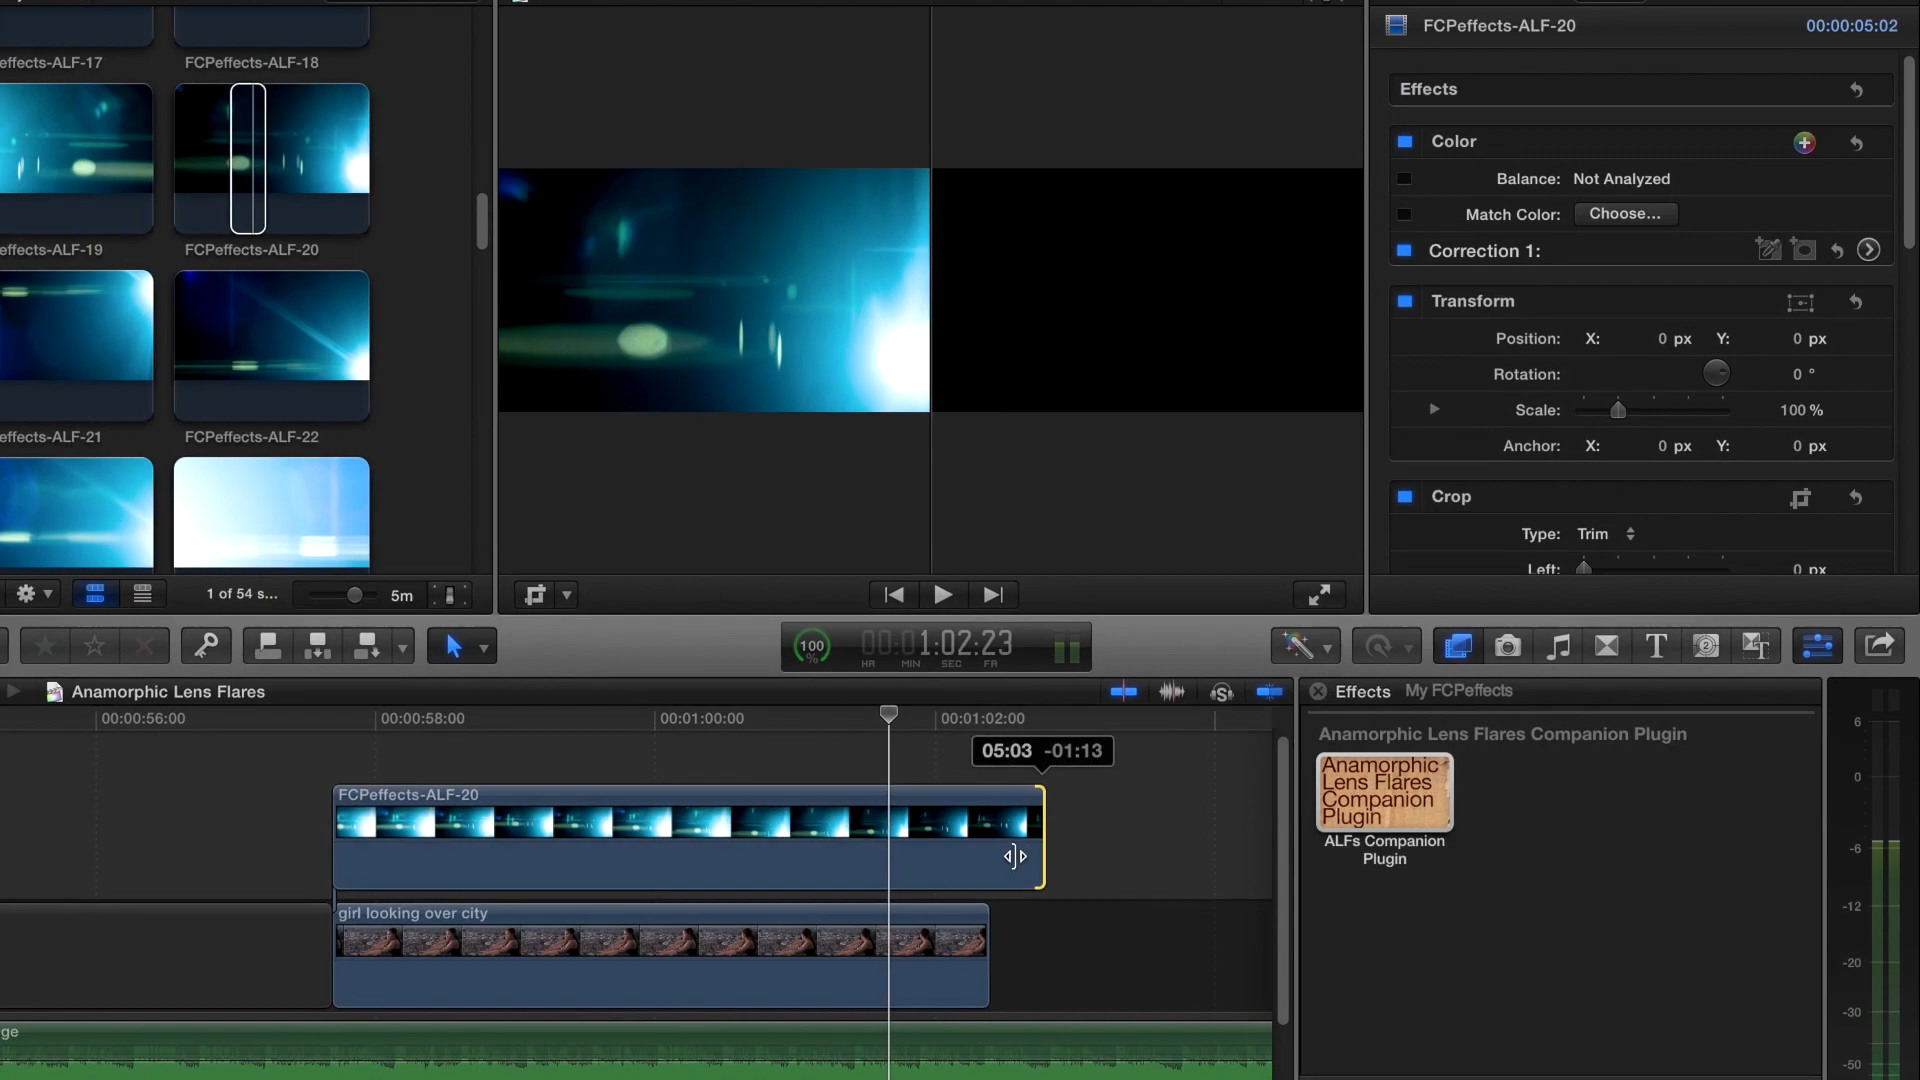 effects-ALF-17
FCPeffects-ALF-18
effects-ALF-19
FCPeffects-ALF-20
effects-ALF-21
FCPeffects-ALF-22
1 of 54 s...
5m
FCPeffects-ALF-20
00:00:05:02
Effects
Color
Balance: Not Analyzed
Match Color: Choose...
Correction 1:
Transform
Position: X: 0 px Y: 0 px
Rotation: 0 °
Scale: 100 %
Anchor: X: 0 px Y: 0 px
Crop
Type: Trim
Left: 0 px
100 %
00:01:02:23
HR MIN SEC FR
Anamorphic Lens Flares
00:00:56:00
00:00:58:00
00:01:00:00
00:01:02:00
05:03 -01:13
FCPeffects-ALF-20
girl looking over city
ge
Effects My FCPeffects
Anamorphic Lens Flares Companion Plugin
Anamorphic
Lens Flares
Companion
Plugin
ALFs Companion
Plugin
6
0
-6
-12
-20
-30
-50